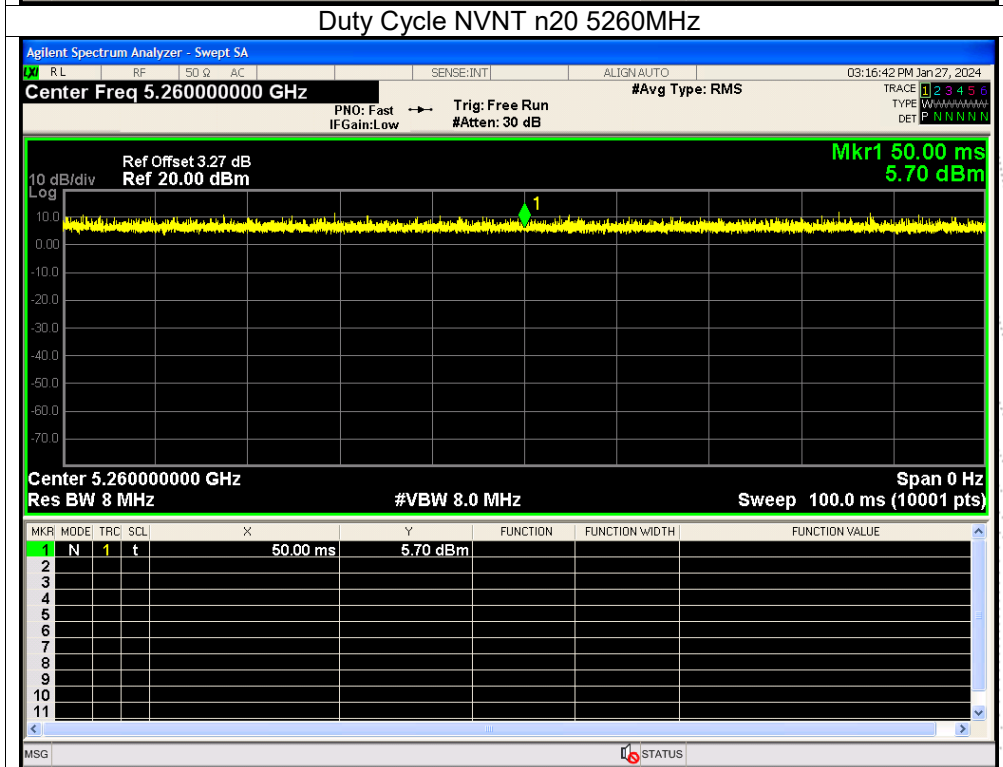 Duty Cycle NVNT n20 5260MHz
Agilent Spectrum Analyzer - Swept SA
LXI RL RF 50 Ω AC SENSE:INT ALIGN AUTO 03:16:42 PM Jan 27, 2024
Center Freq 5.260000000 GHz #Avg Type: RMS TRACE 1 2 3 4 5 6
PNO: Fast Trig: Free Run TYPE WWWWWW
IFGain:Low #Atten: 30 dB DET P N N N N N
Mkr1 50.00 ms
Ref Offset 3.27 dB
10 dB/div Ref 20.00 dBm 5.70 dBm
Log
1
10.0
0.00
-10.0
-20.0
-30.0
-40.0
-50.0
-60.0
-70.0
Center 5.260000000 GHz Span 0 Hz
Res BW 8 MHz #VBW 8.0 MHz Sweep 100.0 ms (10001 pts)
MKR MODE TRC SCL X Y FUNCTION FUNCTION WIDTH FUNCTION VALUE
1 N 1 t 50.00 ms 5.70 dBm
2
3
4
5
6
7
8
9
10
11
MSG STATUS